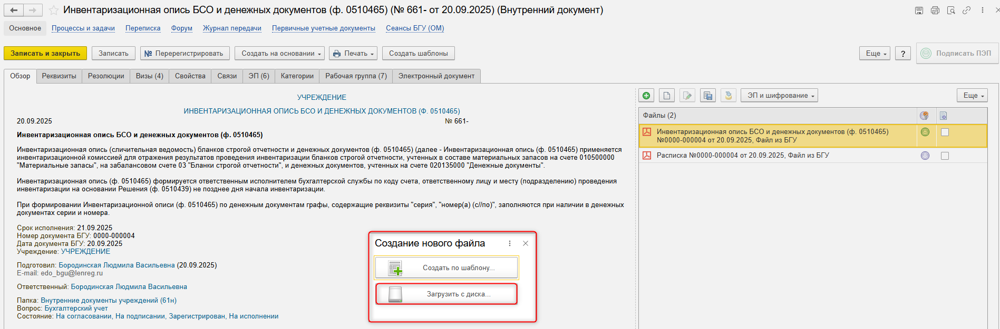 Инвентаризационная опись БСО и денежных документов (ф. 0510465) (№ 661- от 20.09.2025) (Внутренний документ)
Основное Процессы и задачи Переписка Форум Журнал передачи Первичные учетные документы Сеансы БГУ (ОМ)
Записать и закрыть Записать № Перерегистрировать Создать на основании Печать Создать шаблоны Еще ? Подписать ПЭП
Обзор Реквизиты Резолюции Визы (4) Свойства Связи ЭП (6) Категории Рабочая группа (7) Электронный документ
УЧРЕЖДЕНИЕ
ИНВЕНТАРИЗАЦИОННАЯ ОПИСЬ БСО И ДЕНЕЖНЫХ ДОКУМЕНТОВ (Ф. 0510465)
20.09.2025 № 661-
Инвентаризационная опись БСО и денежных документов (ф. 0510465)
Инвентаризационная опись (сличительная ведомость) бланков строгой отчетности и денежных документов (ф. 0510465) (далее - Инвентаризационная опись (ф. 0510465) применяется
инвентаризационной комиссией для отражения результатов проведения инвентаризации бланков строгой отчетности, учтенных в составе материальных запасов на счете 010500000
"Материальные запасы", на забалансовом счете 03 "Бланки строгой отчетности", и денежных документов, учтенных на счете 020135000 "Денежные документы".
Инвентаризационная опись (ф. 0510465) формируется ответственным исполнителем бухгалтерской службы по коду счета, ответственному лицу и месту (подразделению) проведения
инвентаризации на основании Решения (ф. 0510439) не позднее дня начала инвентаризации.
При формировании Инвентаризационной описи (ф. 0510465) по денежным документам графы, содержащие реквизиты "серия", "номер(а) (с//по)", заполняются при наличии в денежных
документах серии и номера.
Срок исполнения: 21.09.2025
Номер документа БГУ: 0000-000004
Дата документа БГУ: 20.09.2025
Учреждение: УЧРЕЖДЕНИЕ
Подготовил: Бородинская Людмила Васильевна (20.09.2025)
E-mail: edo_bgu@lenreg.ru
Ответственный: Бородинская Людмила Васильевна
Папка: Внутренние документы учреждений (61н)
Вопрос: Бухгалтерский учет
Состояние: На согласовании, На подписании, Зарегистрирован, На исполнении
Создание нового файла
Создать по шаблону...
Загрузить с диска...
ЭП и шифрование Еще
Файлы (2)
Инвентаризационная опись БСО и денежных документов (ф. 0510465)
№0000-000004 от 20.09.2025, Файл из БГУ
Расписка №0000-000004 от 20.09.2025, Файл из БГУ